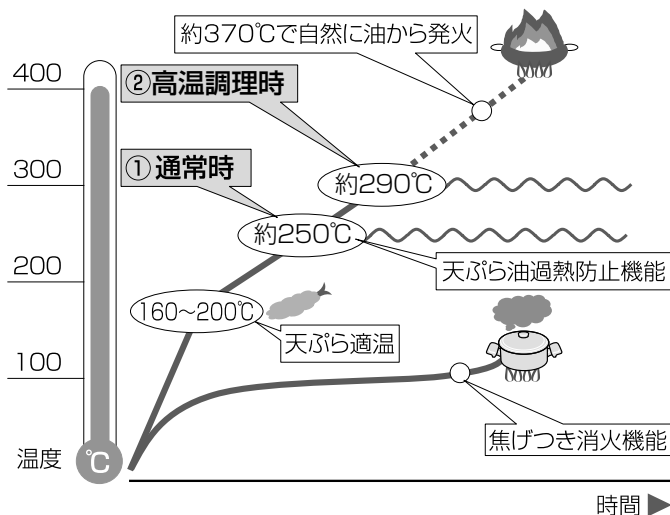 約370℃で自然に油から発火
400
②高温調理時
300
①通常時
約290℃
約250℃
200
天ぷら油過熱防止機能
160～200℃
天ぷら適温
100
焦げつき消火機能
温度
℃
時間